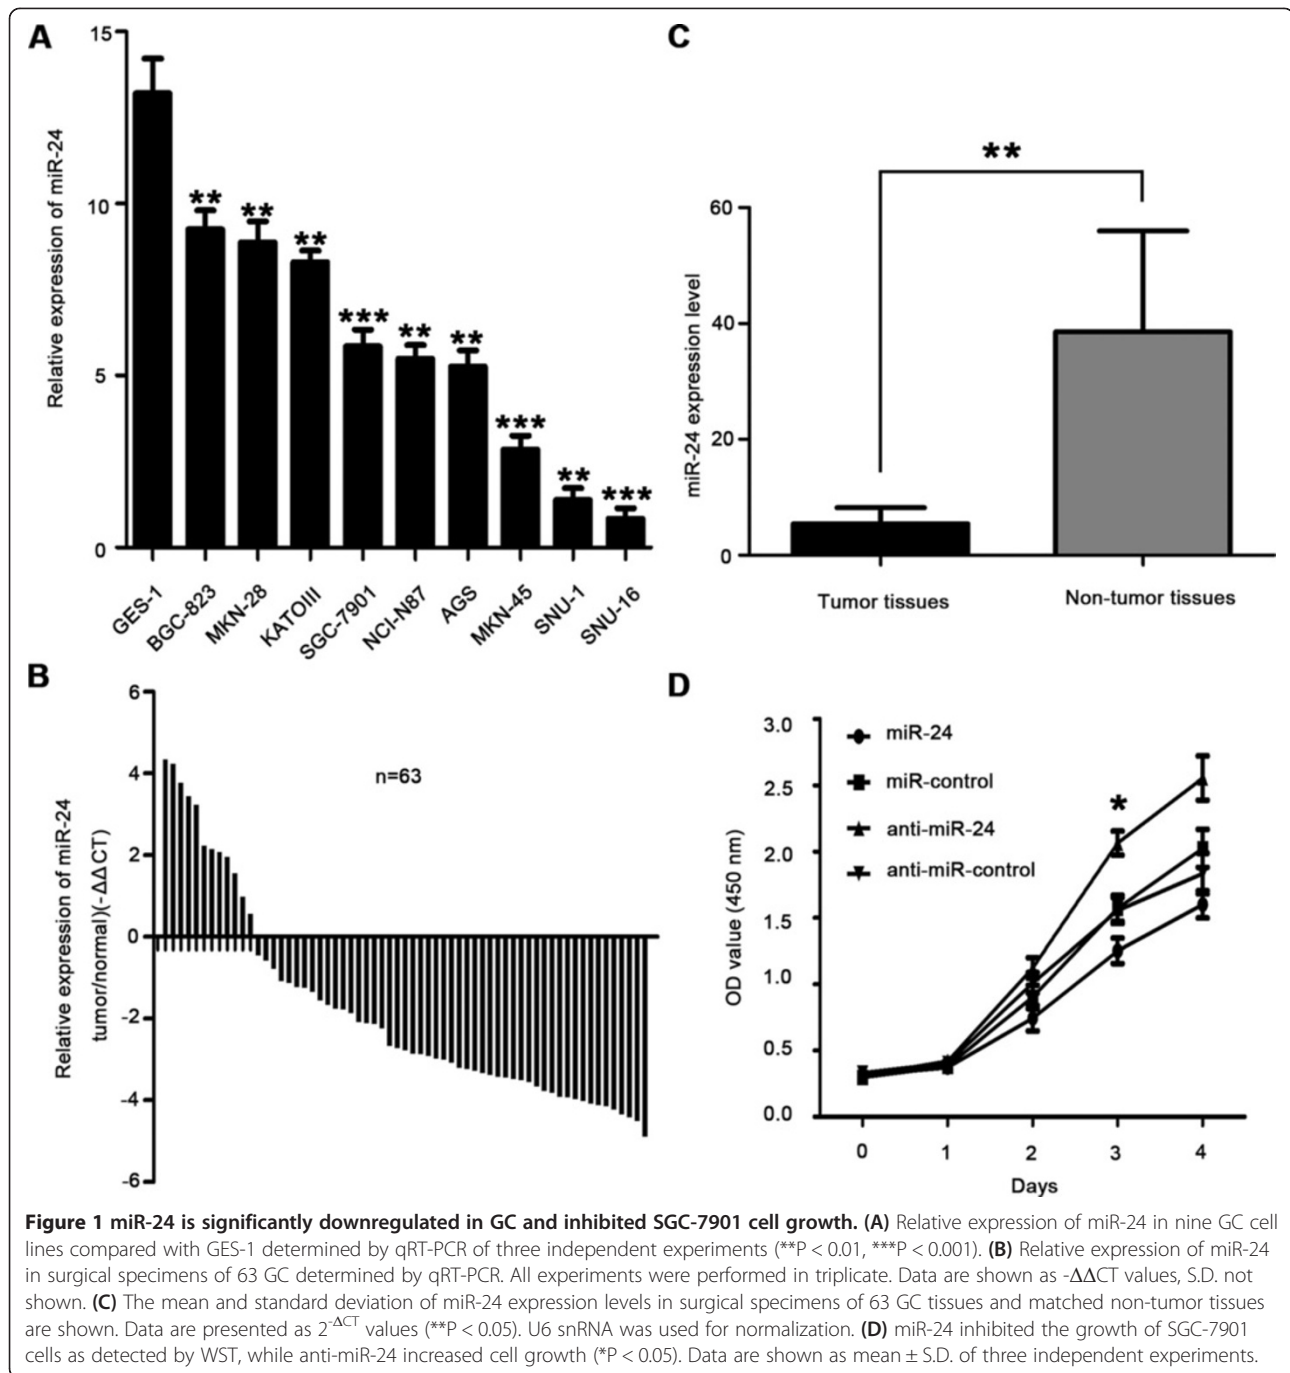 A
15
10
5
0
Relative expression of miR-24
**
**
**
***
**
**
***
**
***
GES-1
BGC-823
MKN-28
KATOIII
SGC-7901
NCI-N87
AGS
MKN-45
SNU-1
SNU-16
C
**
60
40
20
0
miR-24 expression level
Tumor tissues
Non-tumor tissues
B
6
4
2
0
-2
-4
-6
Relative expression of miR-24
tumor/normal)(-ΔΔCT)
n=63
D
3.0
2.5
2.0
1.5
1.0
0.5
0.0
OD value (450 nm)
miR-24
miR-control
anti-miR-24
anti-miR-control
*
0
1
2
3
4
Days
Figure 1 miR-24 is significantly downregulated in GC and inhibited SGC-7901 cell growth. (A) Relative expression of miR-24 in nine GC cell
lines compared with GES-1 determined by qRT-PCR of three independent experiments (**P < 0.01, ***P < 0.001). (B) Relative expression of miR-24
in surgical specimens of 63 GC determined by qRT-PCR. All experiments were performed in triplicate. Data are shown as -ΔΔCT values, S.D. not
shown. (C) The mean and standard deviation of miR-24 expression levels in surgical specimens of 63 GC tissues and matched non-tumor tissues
are shown. Data are presented as 2^-ΔCT values (**P < 0.05). U6 snRNA was used for normalization. (D) miR-24 inhibited the growth of SGC-7901
cells as detected by WST, while anti-miR-24 increased cell growth (*P < 0.05). Data are shown as mean ± S.D. of three independent experiments.